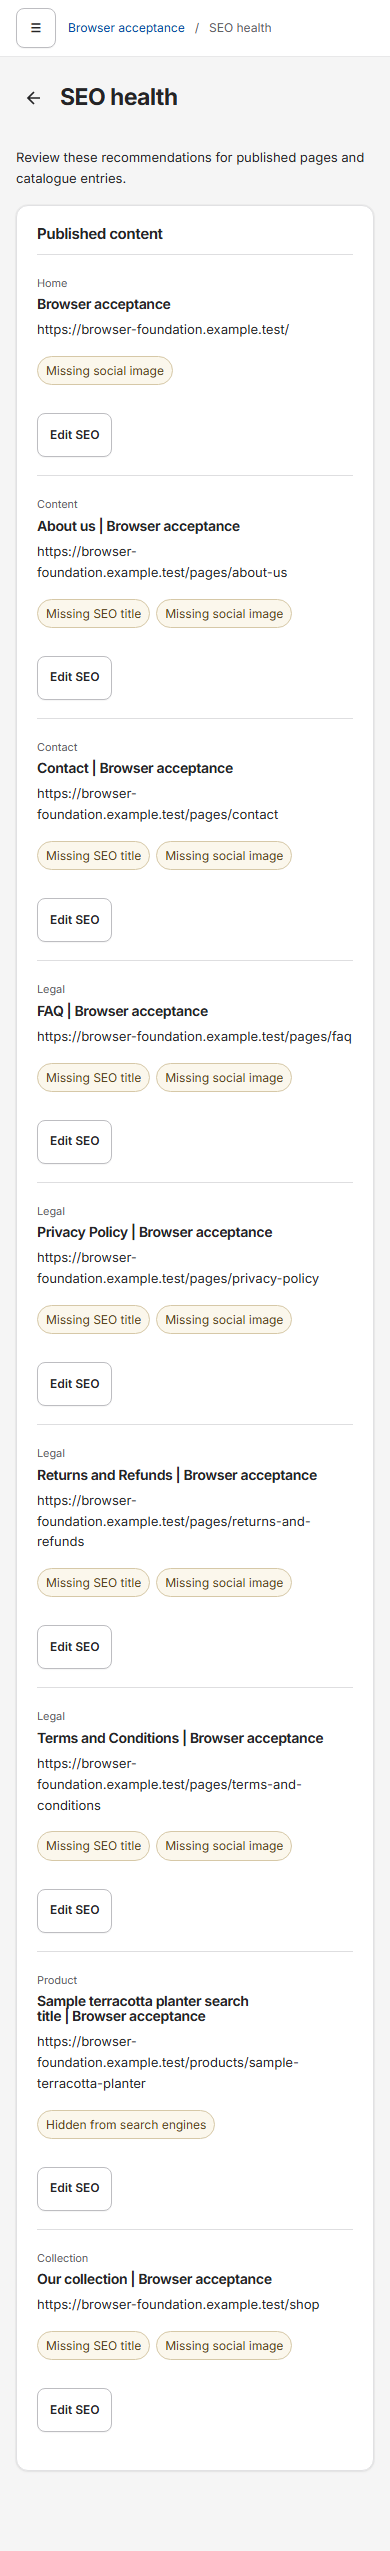 ☰ Browser acceptance / SEO health
← SEO health
Review these recommendations for published pages and
catalogue entries.
Published content
Home
Browser acceptance
https://browser-foundation.example.test/
Missing social image
Edit SEO
Content
About us | Browser acceptance
https://browser-
foundation.example.test/pages/about-us
Missing SEO title Missing social image
Edit SEO
Contact
Contact | Browser acceptance
https://browser-
foundation.example.test/pages/contact
Missing SEO title Missing social image
Edit SEO
Legal
FAQ | Browser acceptance
https://browser-foundation.example.test/pages/faq
Missing SEO title Missing social image
Edit SEO
Legal
Privacy Policy | Browser acceptance
https://browser-
foundation.example.test/pages/privacy-policy
Missing SEO title Missing social image
Edit SEO
Legal
Returns and Refunds | Browser acceptance
https://browser-
foundation.example.test/pages/returns-and-
refunds
Missing SEO title Missing social image
Edit SEO
Legal
Terms and Conditions | Browser acceptance
https://browser-
foundation.example.test/pages/terms-and-
conditions
Missing SEO title Missing social image
Edit SEO
Product
Sample terracotta planter search
title | Browser acceptance
https://browser-
foundation.example.test/products/sample-
terracotta-planter
Hidden from search engines
Edit SEO
Collection
Our collection | Browser acceptance
https://browser-foundation.example.test/shop
Missing SEO title Missing social image
Edit SEO